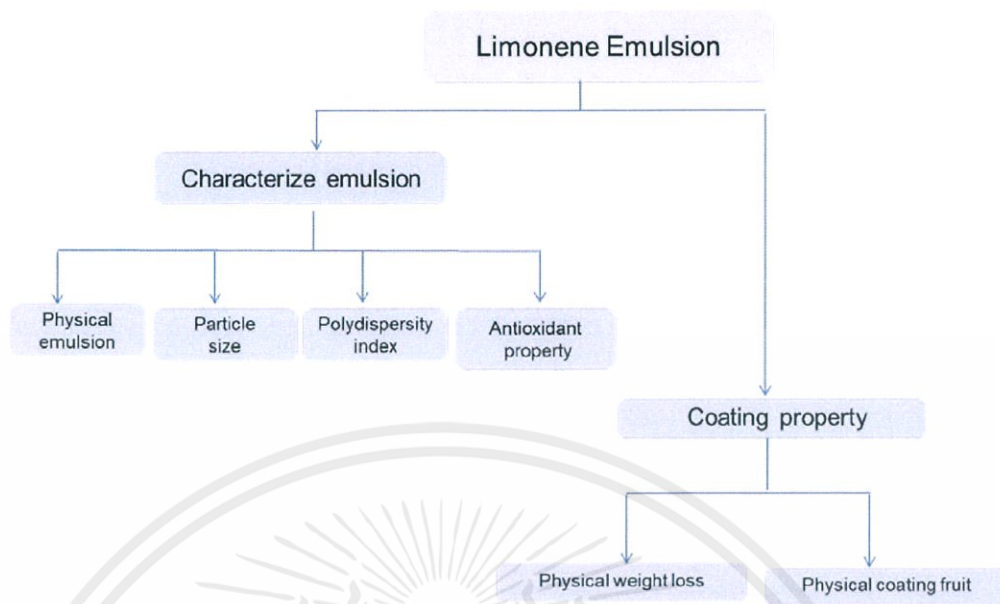 Limonene Emulsion
Characterize emulsion
Physical
emulsion
Particle
size
Polydispersity
index
Antioxidant
property
Coating property
Physical weight loss
Physical coating fruit